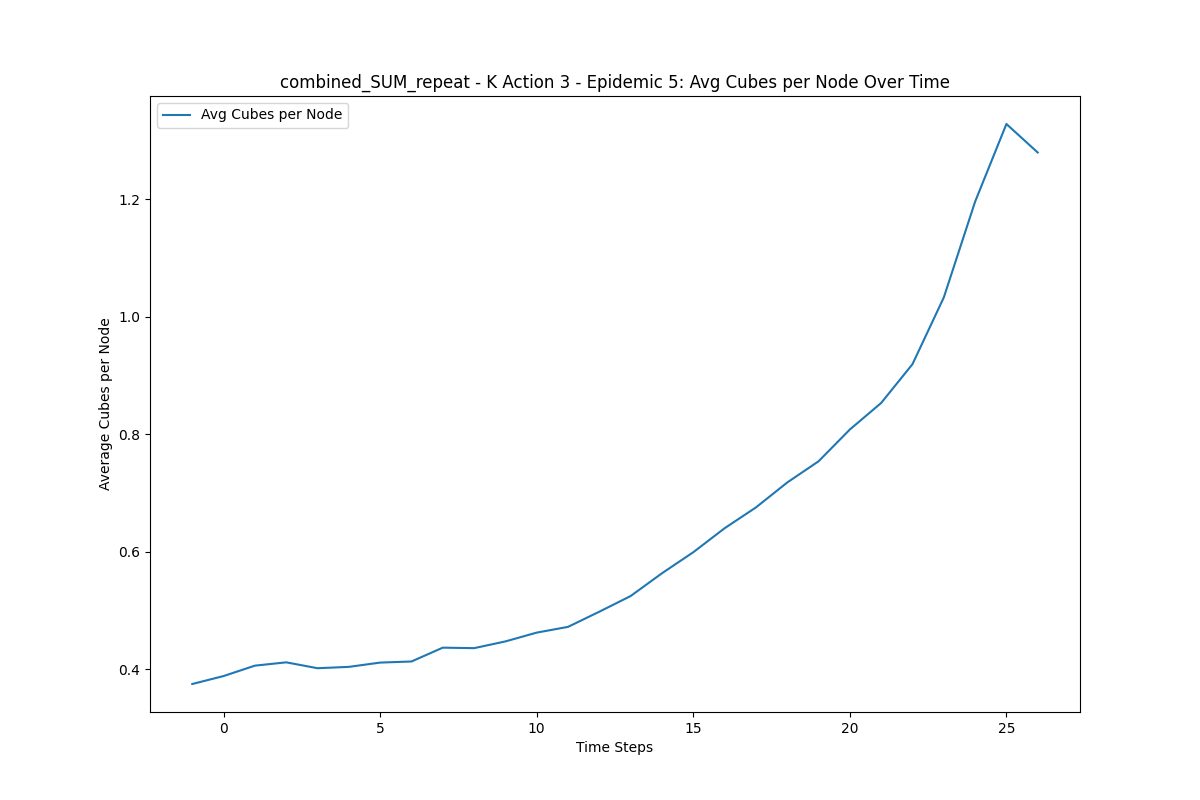 combined_SUM_repeat - K Action 3 - Epidemic 5: Avg Cubes per Node Over Time
Avg Cubes per Node
Average Cubes per Node
1.2
1.0
0.8
0.6
0.4
0 5 10 15 20 25
Time Steps